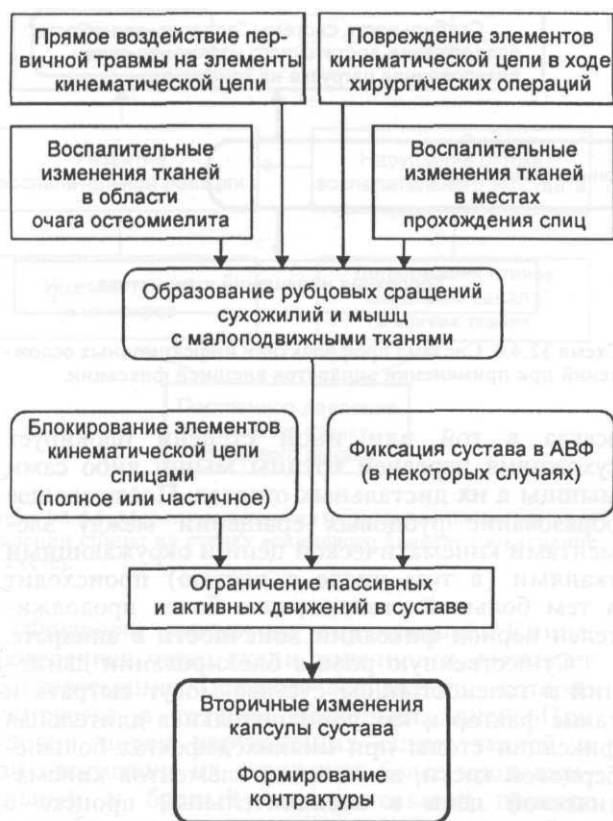 Прямое воздействие пер-
вичной травмы на элементы
кинематической цепи
Повреждение элементов
кинематической цепи в ходе
хирургических операций
Воспалительные
изменения тканей
в области
очага остеомиелита
Воспалительные
изменения тканей
в местах
прохождения спиц
Образование рубцовых сращений
сухожилий и мышц
с малоподвижными тканями
Блокирование элементов
кинематической цепи
спицами
(полное и частичное)
Фиксация сустава в АВФ
(в некоторых случаях)
Ограничение пассивных
и активных движений в суставе
Вторичные изменения
капсулы сустава
Формирование
контрактуры